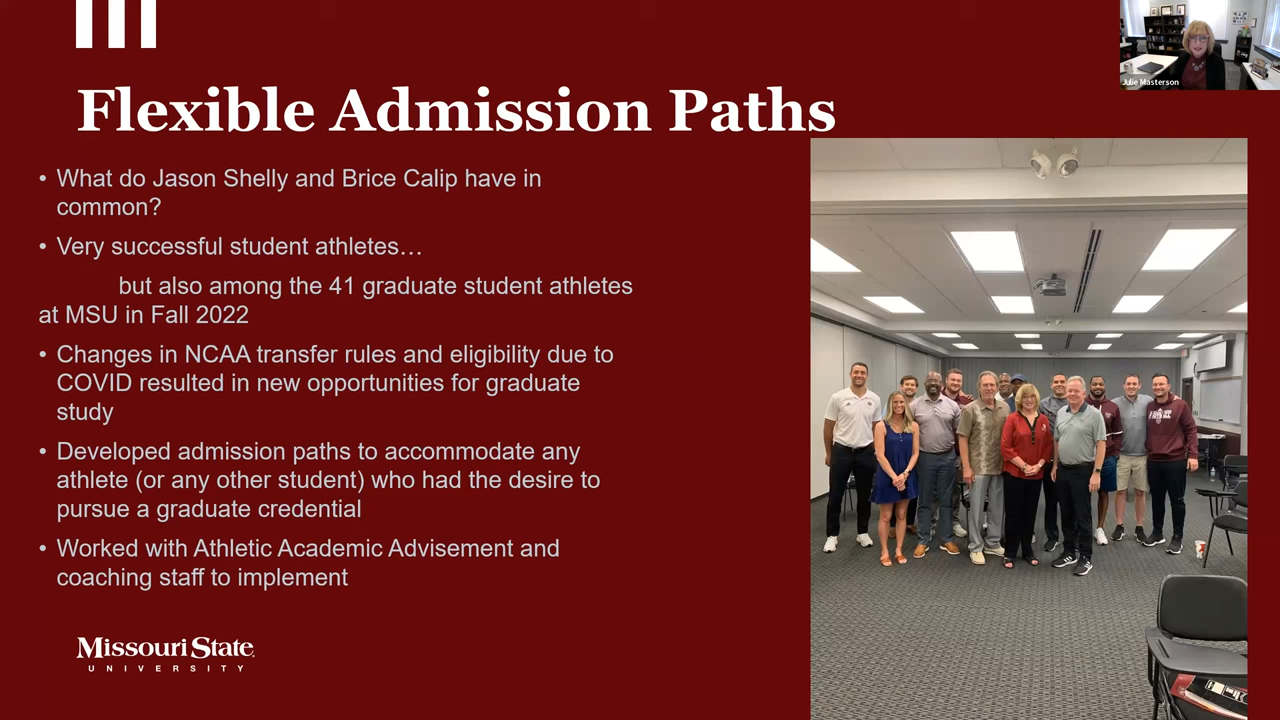 Flexible Admission Paths
• What do Jason Shelly and Brice Calip have in
common?
• Very successful student athletes…
but also among the 41 graduate student athletes
at MSU in Fall 2022
• Changes in NCAA transfer rules and eligibility due to
COVID resulted in new opportunities for graduate
study
• Developed admission paths to accommodate any
athlete (or any other student) who had the desire to
pursue a graduate credential
• Worked with Athletic Academic Advisement and
coaching staff to implement
Missouri State
UNIVERSITY
Julie Masterson